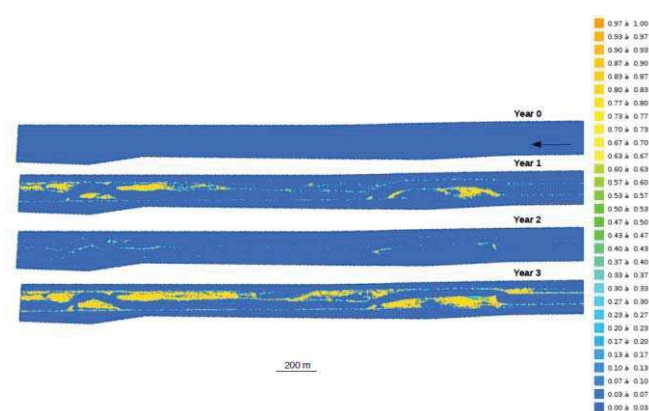 Year 0
Year 1
Year 2
Year 3
200 m
0.97 à 1.00
0.93 à 0.97
0.90 à 0.93
0.87 à 0.90
0.83 à 0.87
0.80 à 0.83
0.77 à 0.80
0.73 à 0.77
0.70 à 0.73
0.67 à 0.70
0.63 à 0.67
0.60 à 0.63
0.57 à 0.60
0.53 à 0.57
0.50 à 0.53
0.47 à 0.50
0.43 à 0.47
0.40 à 0.43
0.37 à 0.40
0.33 à 0.37
0.30 à 0.33
0.27 à 0.30
0.23 à 0.27
0.20 à 0.23
0.17 à 0.20
0.13 à 0.17
0.10 à 0.13
0.07 à 0.10
0.03 à 0.07
0.00 à 0.03